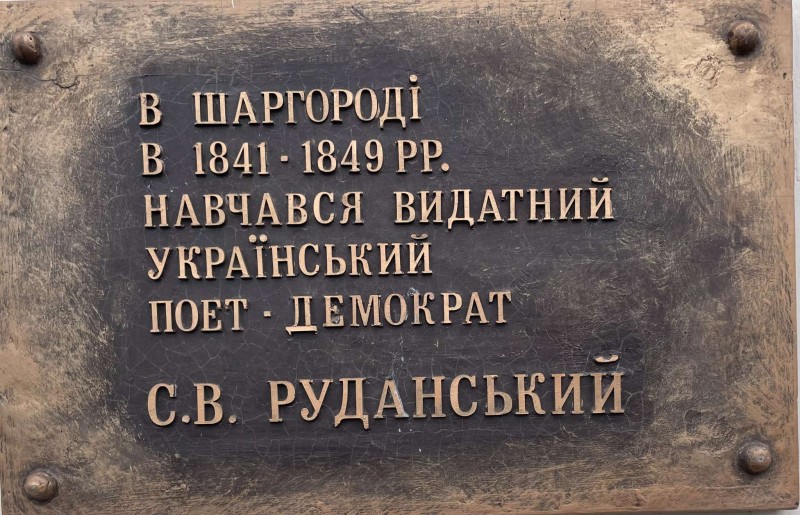 В ШАРГОРОДІ
В 1841 - 1849 РР.
НАВЧАВСЯ ВИДАТНИЙ
УКРАЇНСЬКИЙ
ПОЕТ - ДЕМОКРАТ
С.В. РУДАНСЬКИЙ